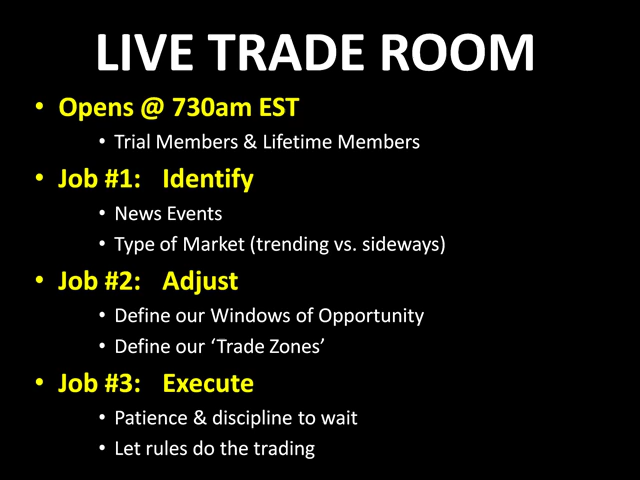 LIVE TRADE ROOM
• Opens @ 730am EST
• Trial Members & Lifetime Members
• Job #1: Identify
• News Events
• Type of Market (trending vs. sideways)
• Job #2: Adjust
• Define our Windows of Opportunity
• Define our ‘Trade Zones’
• Job #3: Execute
• Patience & discipline to wait
• Let rules do the trading